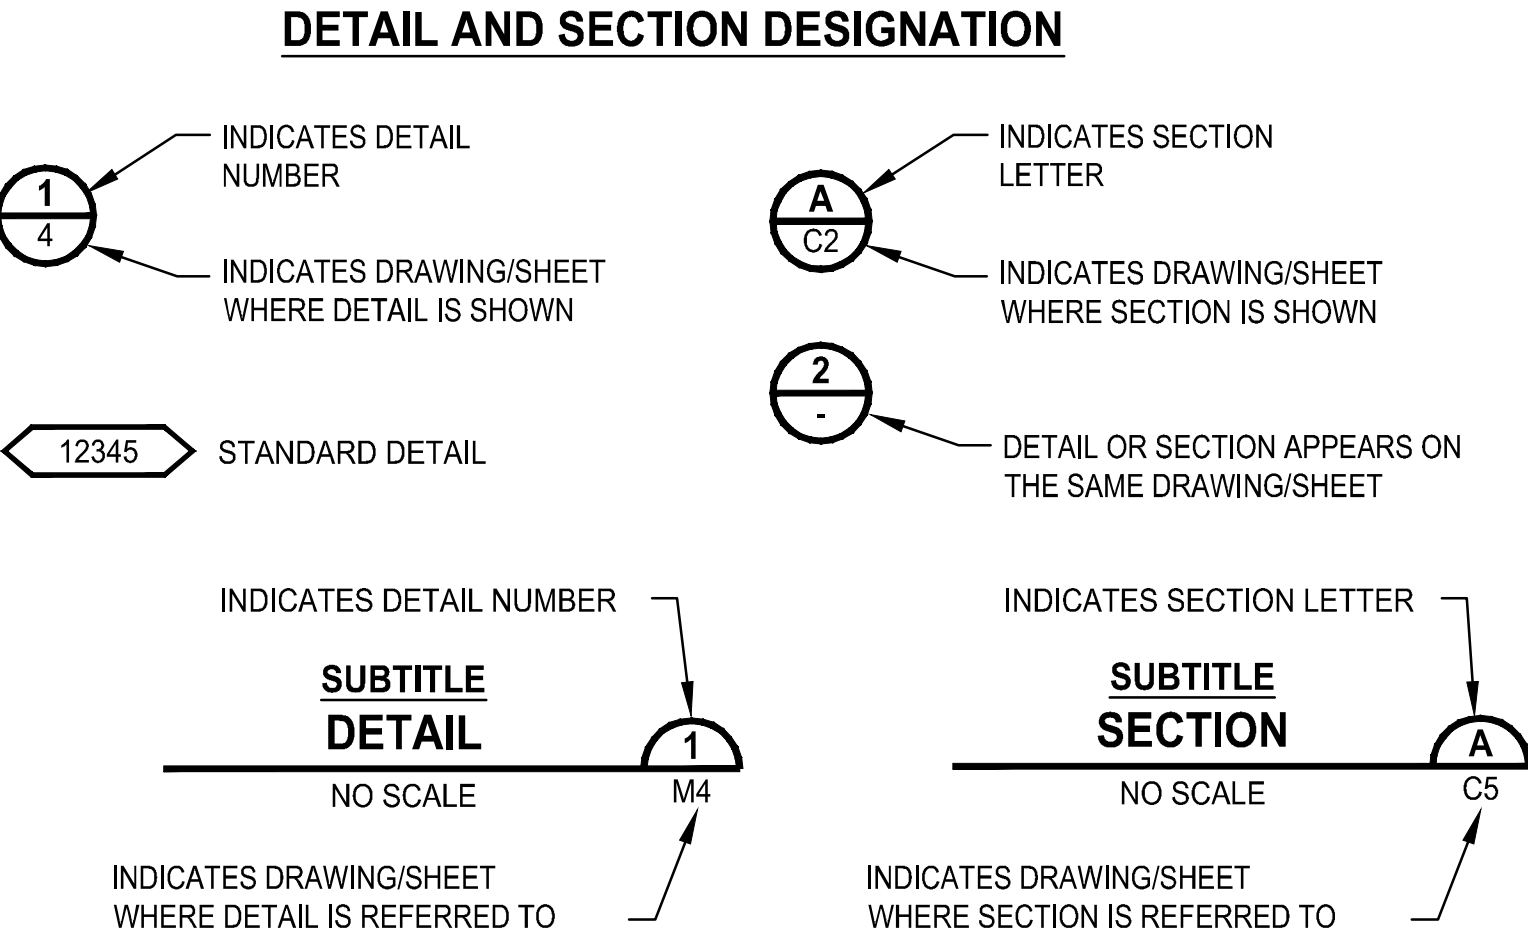 DETAIL AND SECTION DESIGNATION
INDICATES DETAIL
NUMBER
1
4
INDICATES DRAWING/SHEET
WHERE DETAIL IS SHOWN
INDICATES SECTION
LETTER
A
C2
INDICATES DRAWING/SHEET
WHERE SECTION IS SHOWN
12345
STANDARD DETAIL
2
-
DETAIL OR SECTION APPEARS ON
THE SAME DRAWING/SHEET
INDICATES DETAIL NUMBER
SUBTITLE
DETAIL
1
NO SCALE
M4
INDICATES DRAWING/SHEET
WHERE DETAIL IS REFERRED TO
INDICATES SECTION LETTER
SUBTITLE
SECTION
A
NO SCALE
C5
INDICATES DRAWING/SHEET
WHERE SECTION IS REFERRED TO